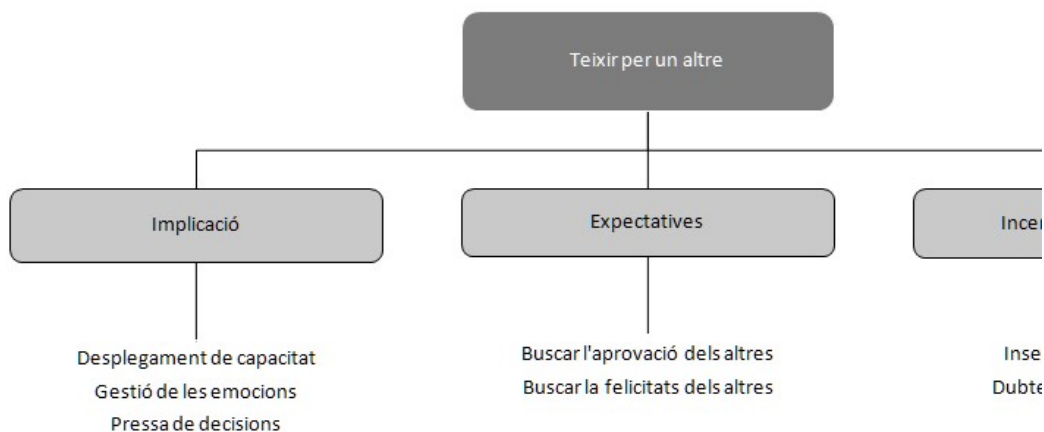 Teixir per un altre
Implicació
Expectatives
Desplegament de capacitat
Gestió de les emocions
Pressa de decisions
Buscar l'aprovació dels altres
Buscar la felicitats dels altres